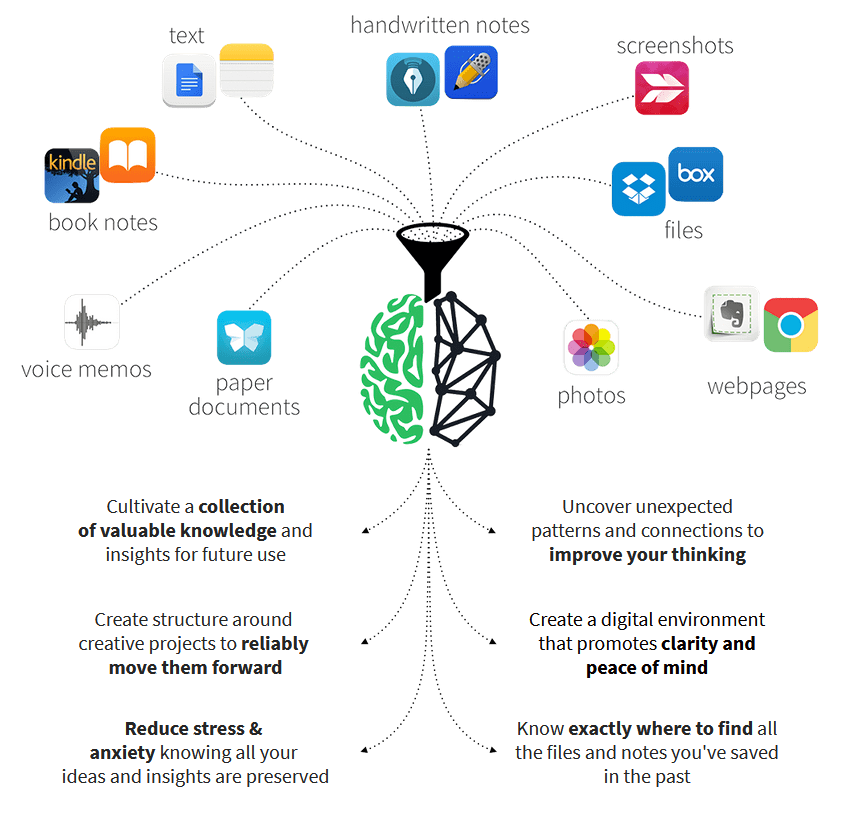 text
handwritten notes
screenshots
kindle
book notes
box
files
voice memos
paper
documents
photos
webpages
Cultivate a collection
of valuable knowledge and
insights for future use
Uncover unexpected
patterns and connections to
improve your thinking
Create structure around
creative projects to reliably
move them forward
Create a digital environment
that promotes clarity and
peace of mind
Reduce stress &
anxiety knowing all your
ideas and insights are preserved
Know exactly where to find all
the files and notes you've saved
in the past